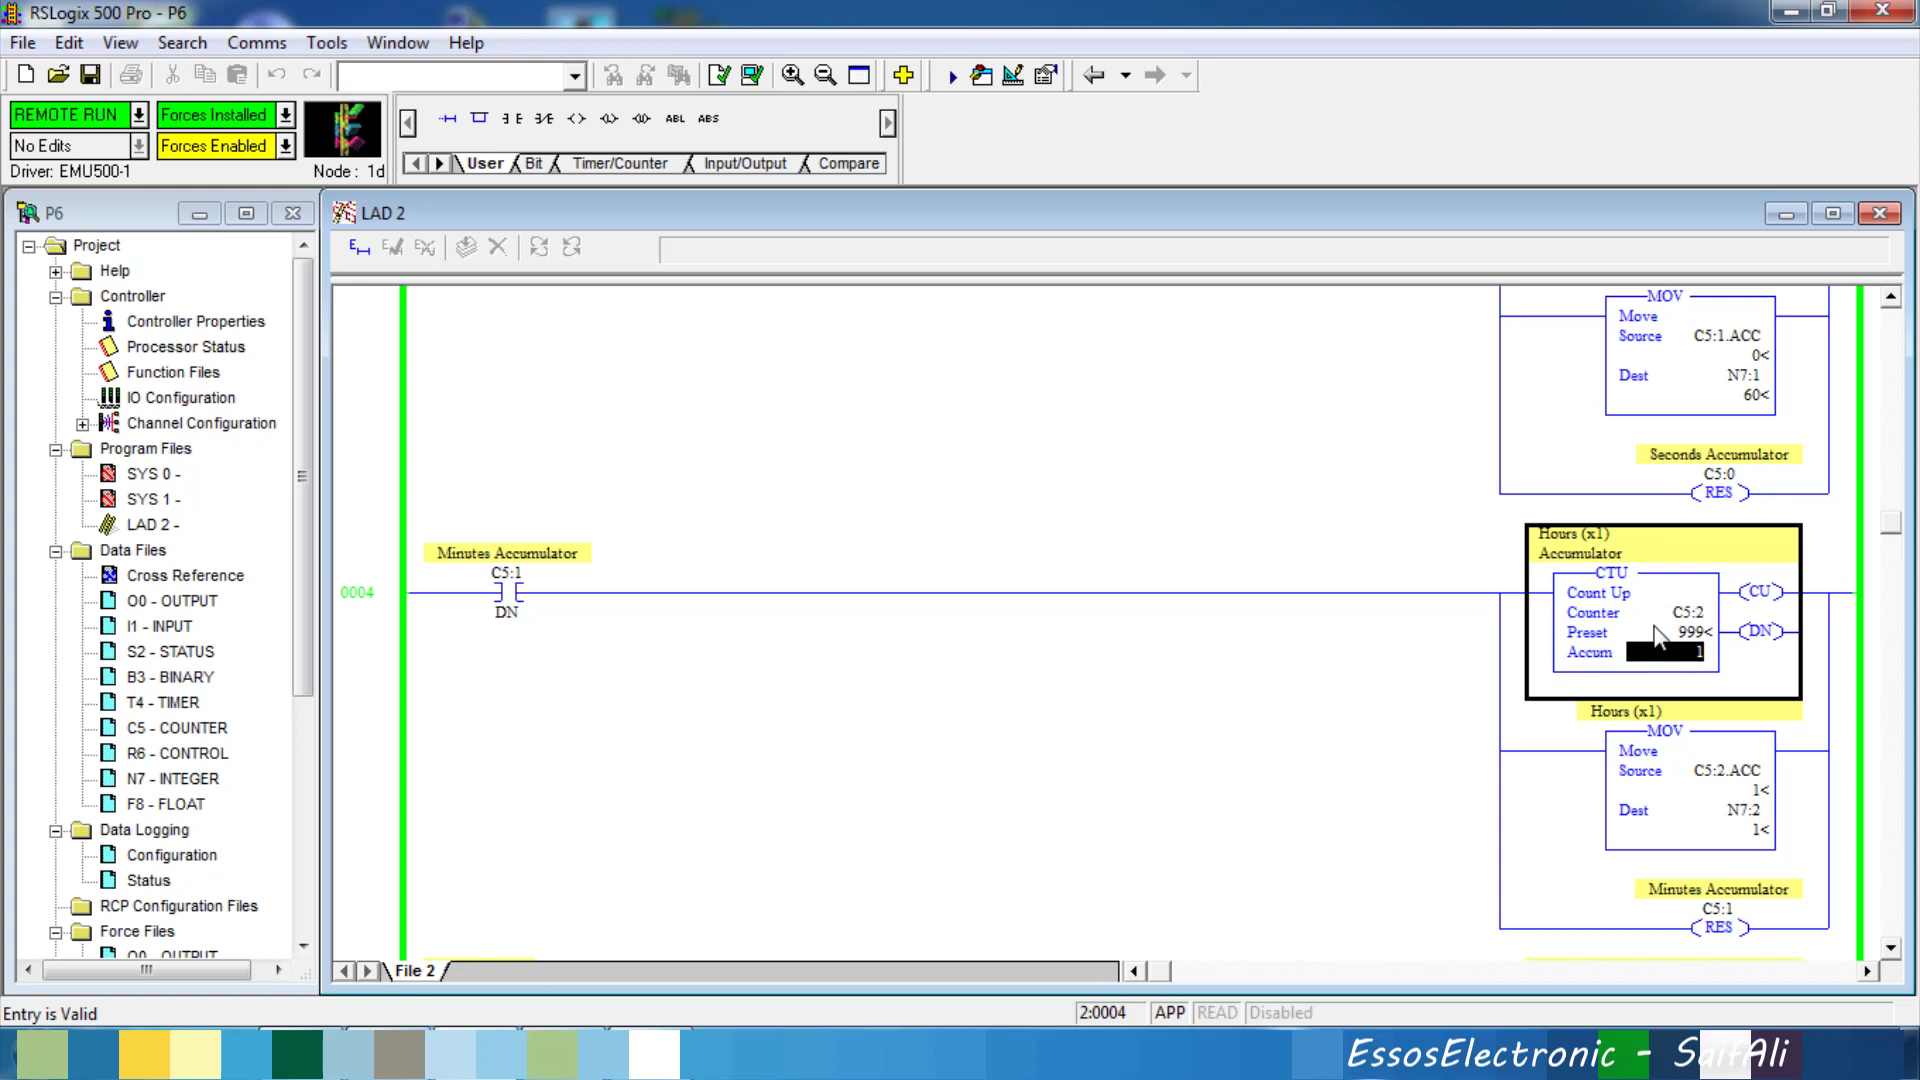 RSLogix 500 Pro - P6
File Edit View Search Comms Tools Window Help
REMOTE RUN Forces Installed
No Edits Forces Enabled
Driver: EMU500-1 Node : 1d
ABL ABS
User Bit Timer/Counter Input/Output Compare
P6
Project
Help
Controller
Controller Properties
Processor Status
Function Files
IO Configuration
Channel Configuration
Program Files
SYS 0 -
SYS 1 -
LAD 2 -
Data Files
Cross Reference
O0 - OUTPUT
I1 - INPUT
S2 - STATUS
B3 - BINARY
T4 - TIMER
C5 - COUNTER
R6 - CONTROL
N7 - INTEGER
F8 - FLOAT
Data Logging
Configuration
Status
RCP Configuration Files
Force Files
O0 - OUTPUT
LAD 2
MOV
Move
Source C5:1.ACC
0<
Dest N7:1
60<
Seconds Accumulator
C5:0
RES
0004
Minutes Accumulator
C5:1
DN
Hours (x1)
Accumulator
CTU
Count Up CU
Counter C5:2
Preset 999< DN
Accum 1
Hours (x1)
MOV
Move
Source C5:2.ACC
1<
Dest N7:2
1<
Minutes Accumulator
C5:1
RES
File 2
Entry is Valid 2:0004 APP READ Disabled
EssosElectronic - SaifAli